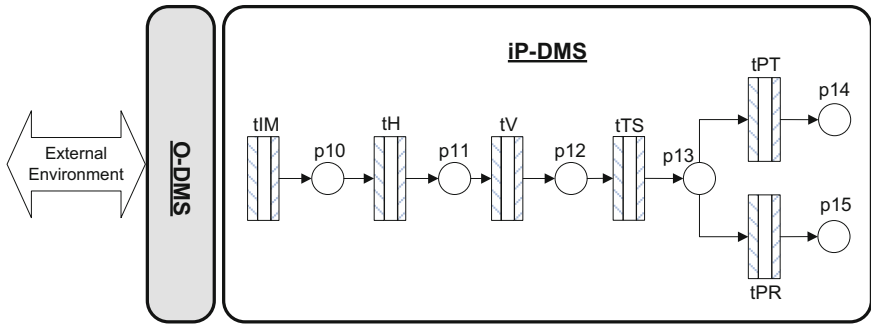 External
Environment
O-DMS
iP-DMS
tIM
p10
tH
p11
tV
p12
tTS
p13
tPT
p14
tPR
p15